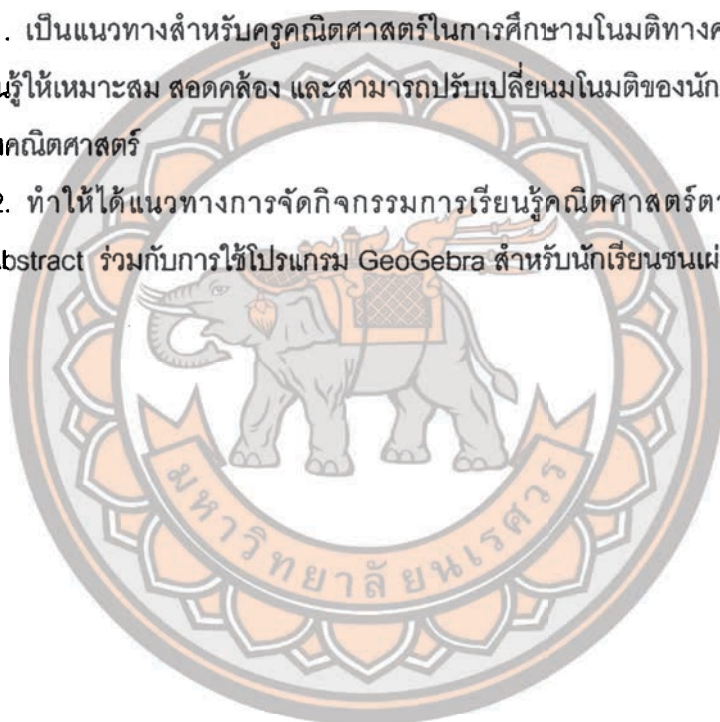 . เป็นแนวทางสำหรับครูคณิตศาสตร์ในการศึกษามโนมติทางค
นรู้ให้เหมาะสม สอดคล้อง และสามารถปรับเปลี่ยนมโนมติของนัก
คณิตศาสตร์
2. ทำให้ได้แนวทางการจัดกิจกรรมการเรียนรู้คณิตศาสตร์ตา
Abstract ร่วมกับการใช้โปรแกรม GeoGebra สำหรับนักเรียนชนเผ่
มหาวิทยาลัยนเรศวร